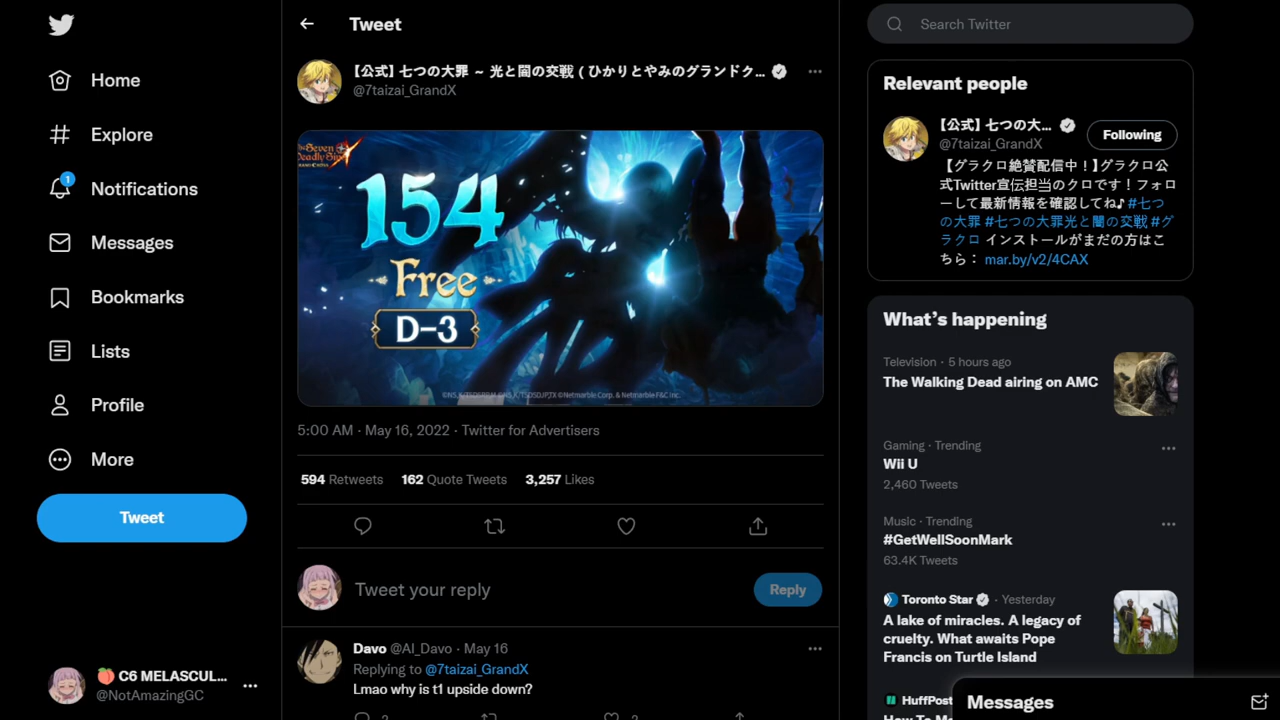 Home
Explore
1
Notifications
Messages
Bookmarks
Lists
Profile
More
Tweet
🍑 C6 MELASCUL...
@NotAmazingGC
Tweet
【公式】七つの大罪 ~ 光と闇の交戦 ( ひかりとやみのグランドク...
@7taizai_GrandX
The Seven
Deadly Sins
154
Free
D-3
5:00 AM · May 16, 2022 · Twitter for Advertisers
594 Retweets 162 Quote Tweets 3,257 Likes
Tweet your reply
Reply
Davo @AI_Davo · May 16
Replying to @7taizai_GrandX
Lmao why is t1 upside down?
2
2
Search Twitter
Relevant people
【公式】七つの大...
@7taizai_GrandX
Following
【グラクロ絶賛配信中！】グラクロ公
式Twitter宣伝担当のクロです！フォロ
ーして最新情報を確認してね♪ #七つ
の大罪 #七つの大罪光と闇の交戦 #グ
ラクロ インストールがまだの方はこ
ちら： mar.by/v2/4CAX
What's happening
Television · 5 hours ago
The Walking Dead airing on AMC
Gaming · Trending
Wii U
2,460 Tweets
Music · Trending
#GetWellSoonMark
63.4K Tweets
Toronto Star · Yesterday
A lake of miracles. A legacy of
cruelty. What awaits Pope
Francis on Turtle Island
HuffPost
Messages